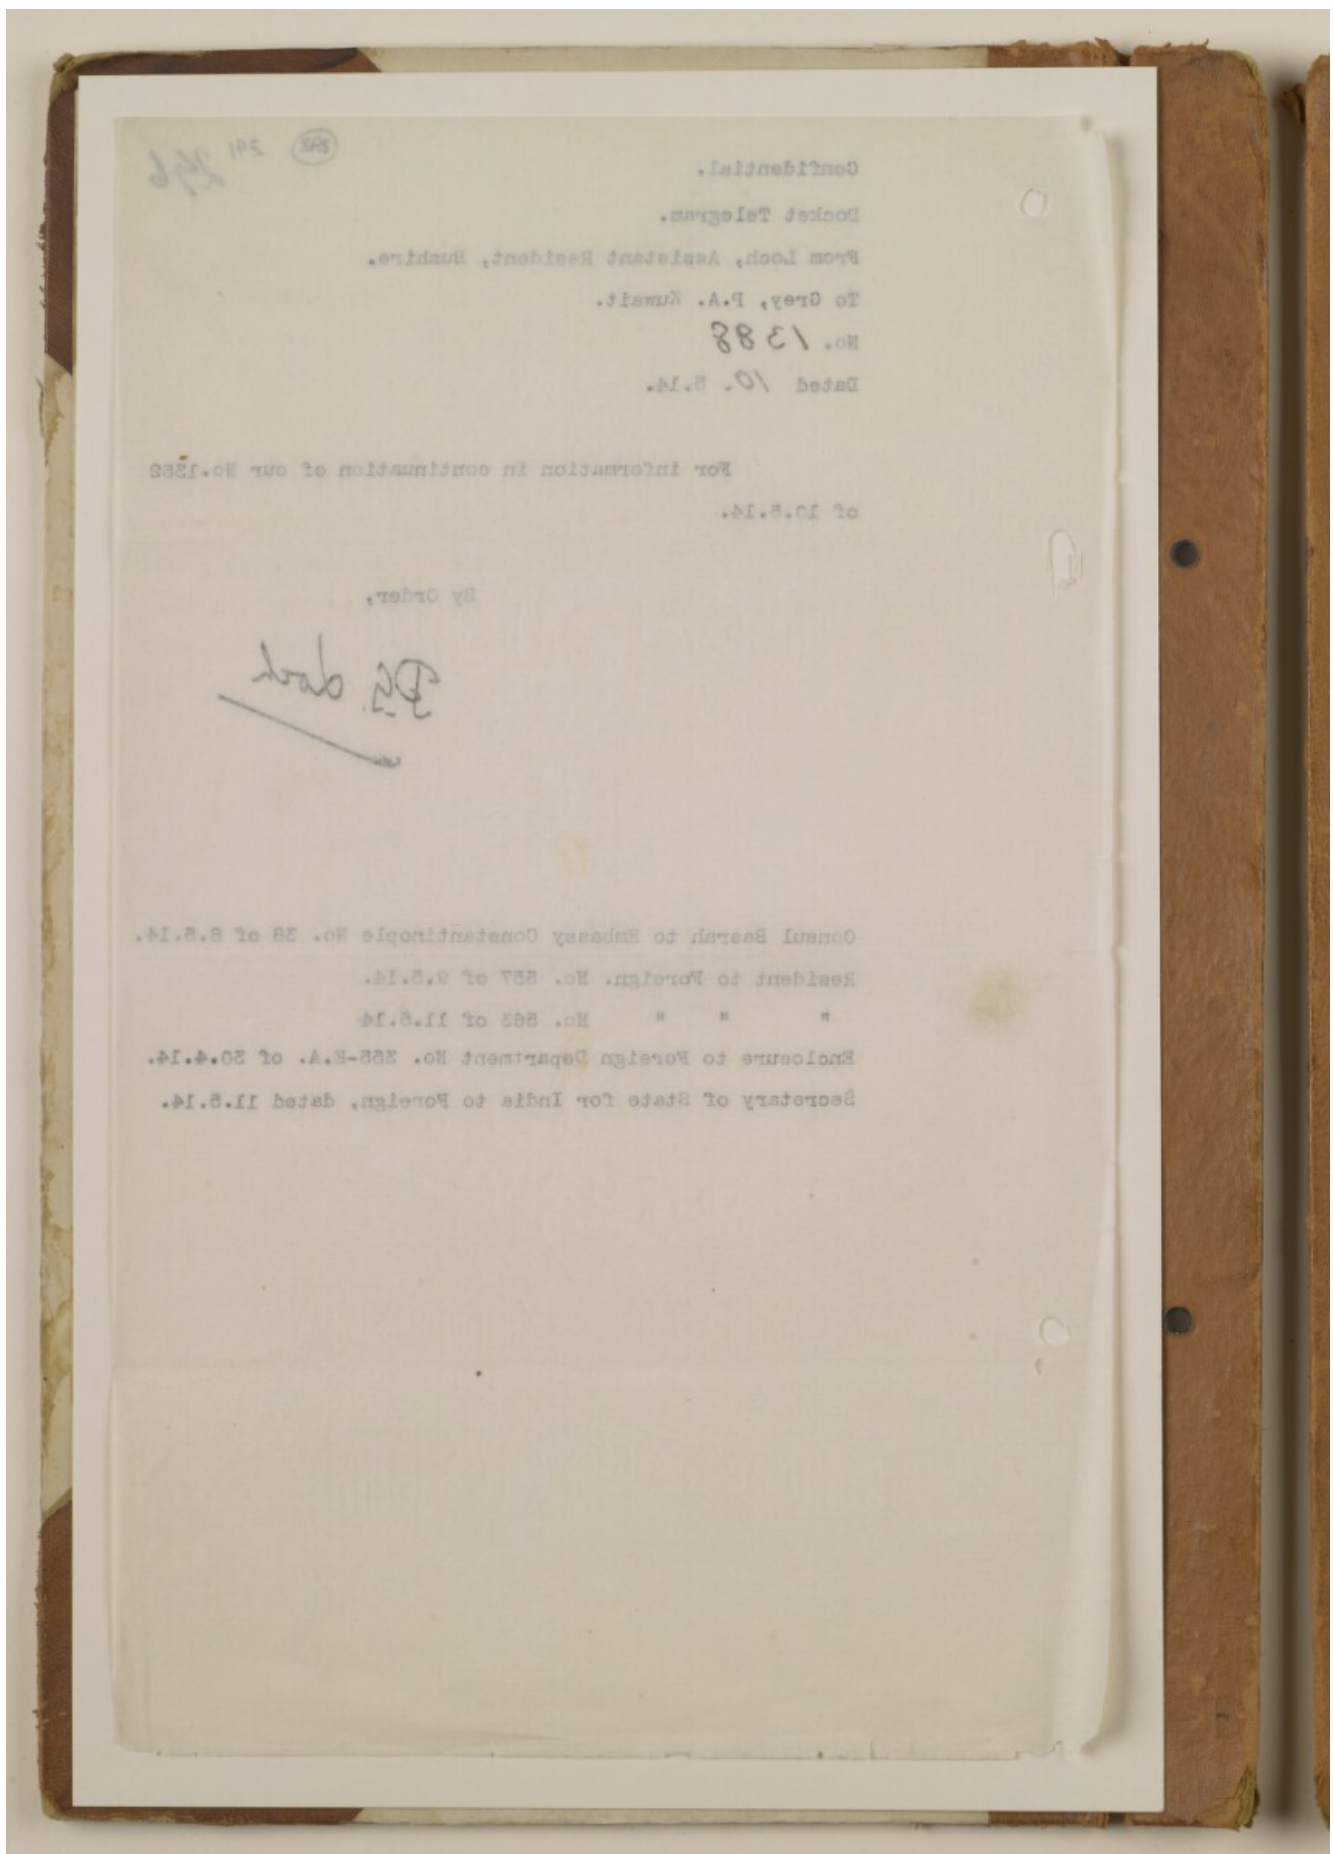 241
Confidential.
Docket Telegram.
From Loch, Assistant Resident, Bushire.
To Grey, P.A. Kuwait.
No. 1388
Dated 10. 5.14.
For information in continuation of our No.1352
of 10.5.14.
By Order,
P.G. Loch
Consul Basrah to Embassy Constantinople No. 38 of 8.5.14.
Resident to Foreign. No. 557 of 9.5.14.
" " " No. 563 of 11.5.14
Enclosure to Foreign Department No. 355-E.A. of 30.4.14.
Secretary of State for India to Foreign, dated 11.5.14.